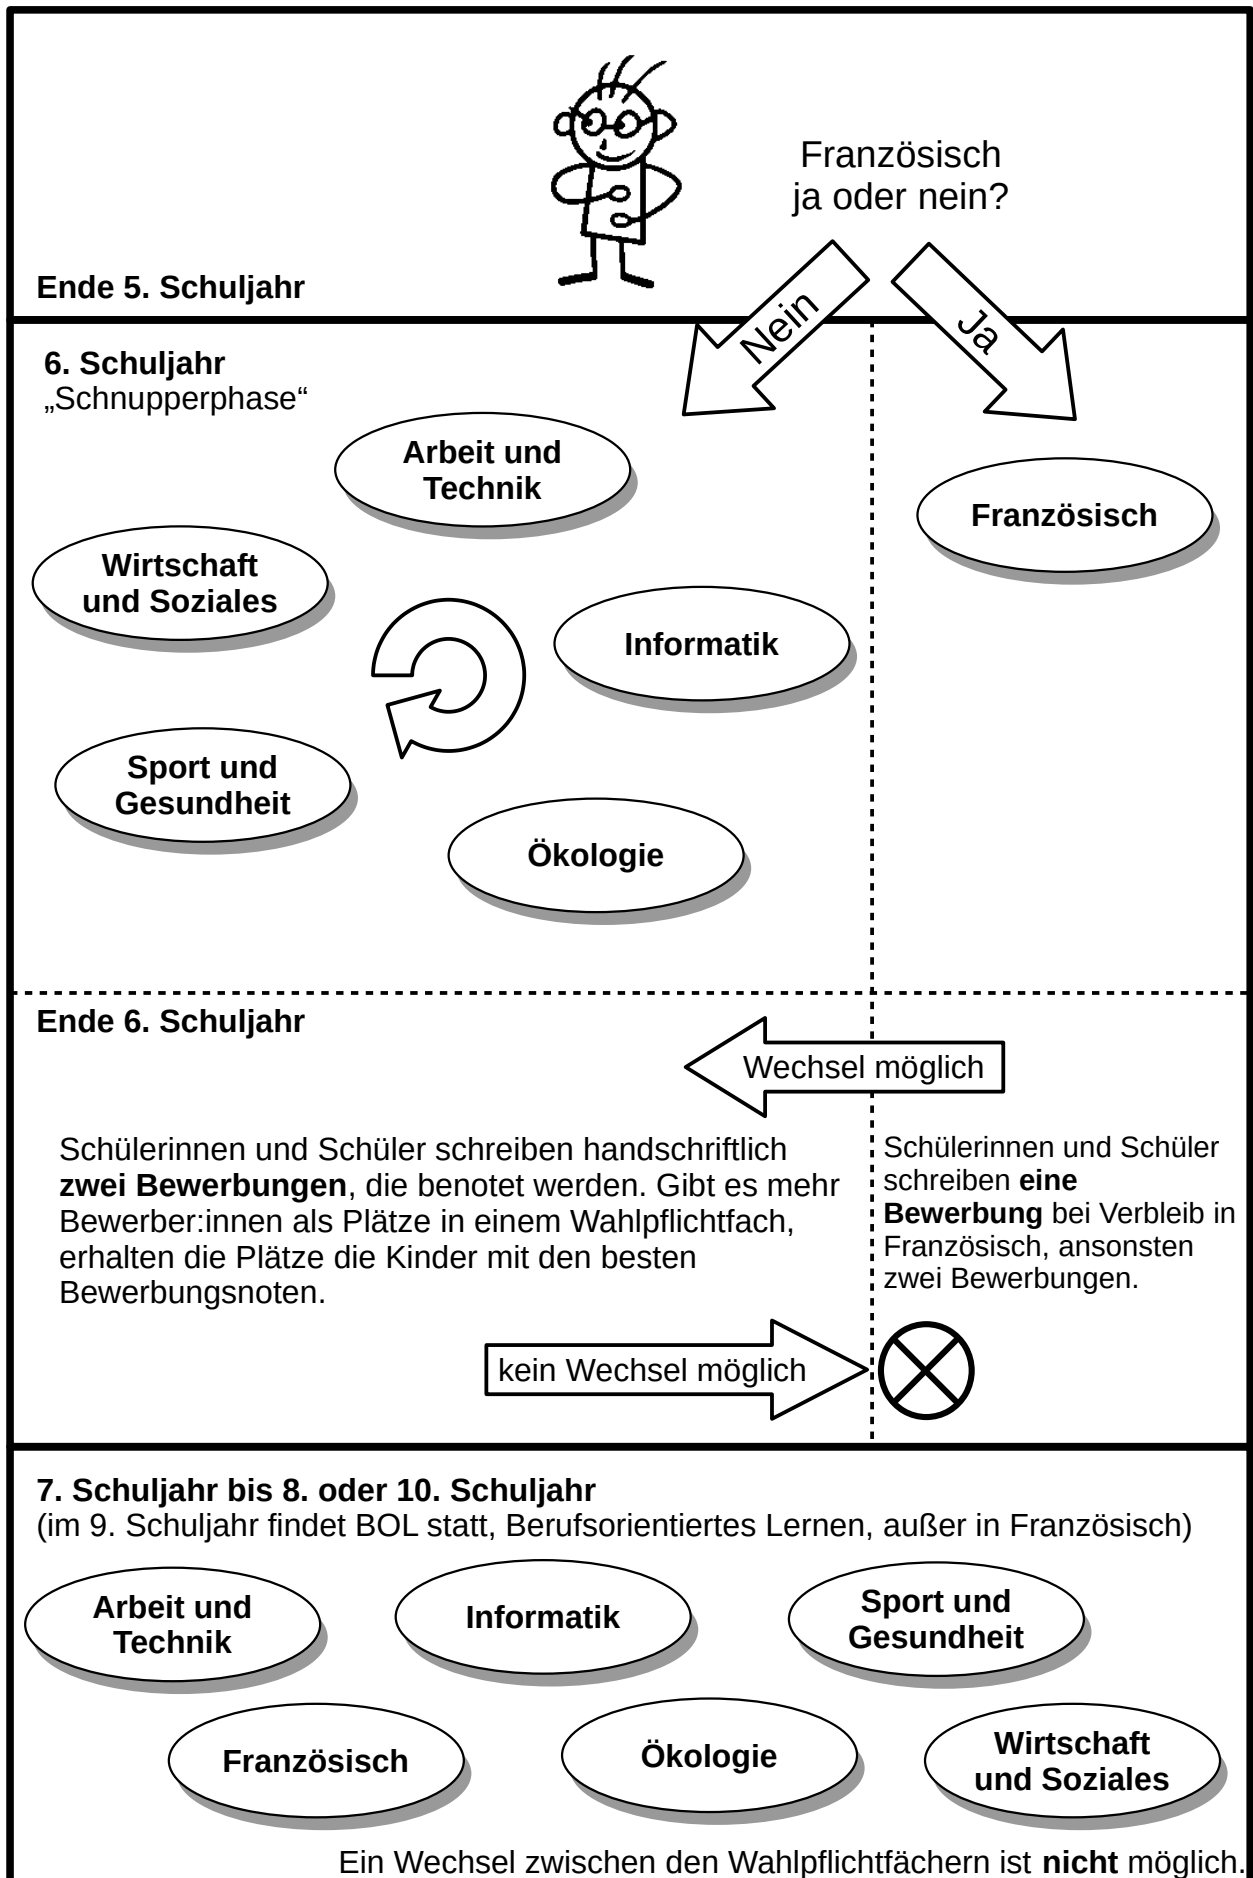 Französisch
ja oder nein?
Ende 5. Schuljahr
Nein
Ja
6. Schuljahr
„Schnupperphase“
Arbeit und
Technik
Französisch
Wirtschaft
und Soziales
Informatik
Sport und
Gesundheit
Ökologie
Ende 6. Schuljahr
Wechsel möglich
Schülerinnen und Schüler schreiben handschriftlich
zwei Bewerbungen, die benotet werden. Gibt es mehr
Bewerber:innen als Plätze in einem Wahlpflichtfach,
erhalten die Plätze die Kinder mit den besten
Bewerbungsnoten.
Schülerinnen und Schüler
schreiben eine
Bewerbung bei Verbleib in
Französisch, ansonsten
zwei Bewerbungen.
kein Wechsel möglich
7. Schuljahr bis 8. oder 10. Schuljahr
(im 9. Schuljahr findet BOL statt, Berufsorientiertes Lernen, außer in Französisch)
Arbeit und
Technik
Informatik
Sport und
Gesundheit
Französisch
Ökologie
Wirtschaft
und Soziales
Ein Wechsel zwischen den Wahlpflichtfächern ist nicht möglich.